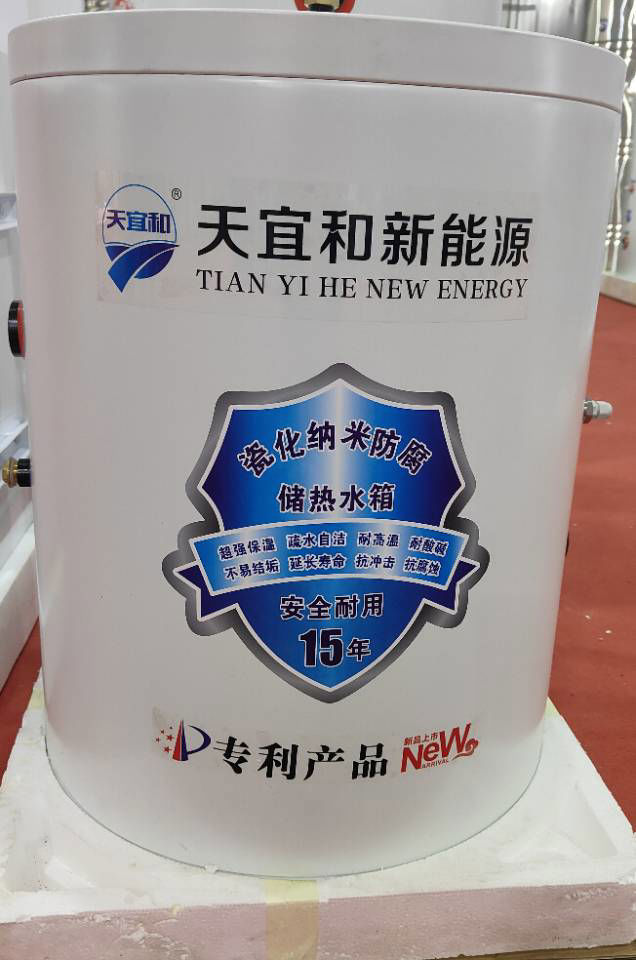 天宜和
®
天宜和新能源
TIAN YI HE NEW ENERGY
瓷化纳米防腐
储热水箱
超强保温 疏水自洁 耐高温 耐酸碱
不易结垢 延长寿命 抗冲击 抗腐蚀
安全耐用
15年
专利产品
新品上市
NeW
ARRIVAL